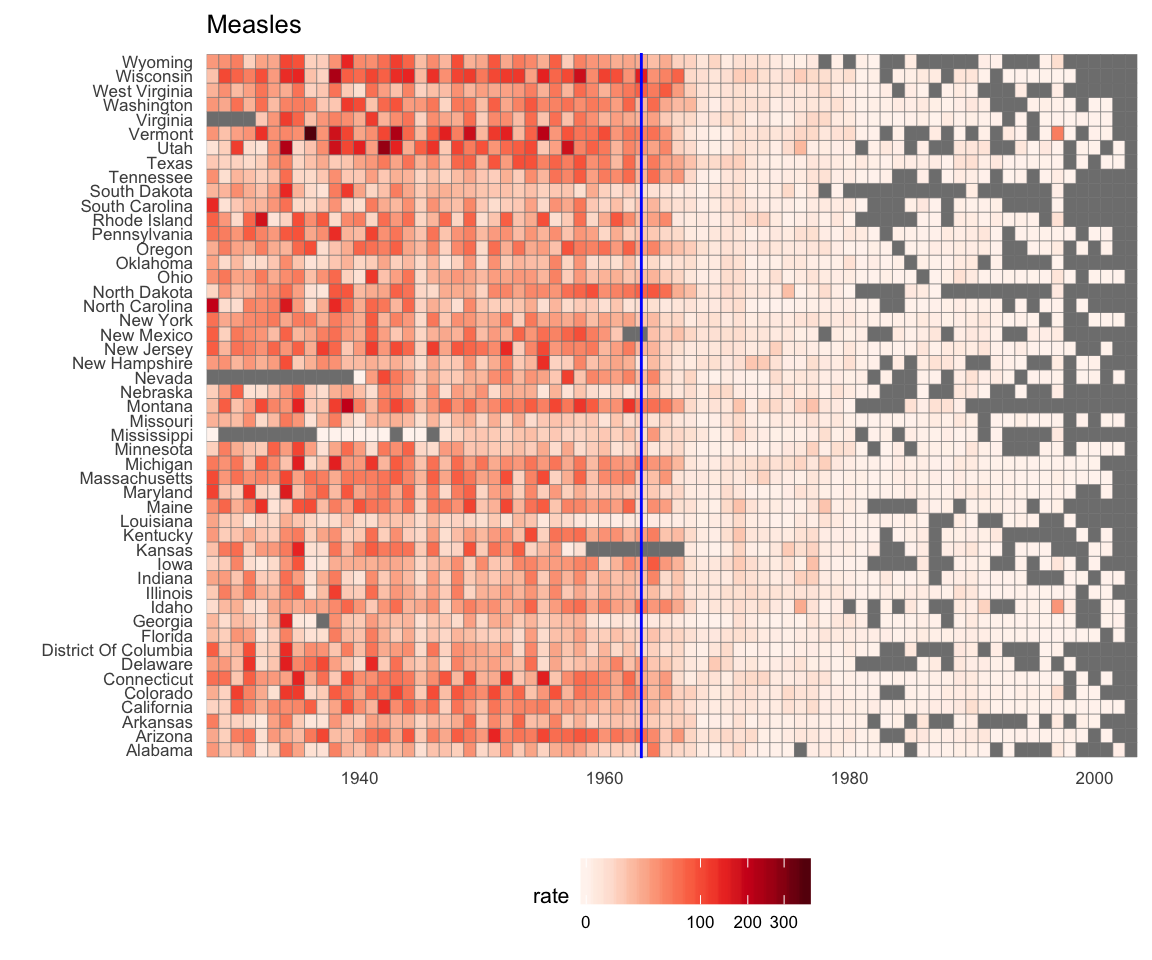 Measles
Wyoming
Wisconsin
West Virginia
Washington
Virginia
Vermont
Utah
Texas
Tennessee
South Dakota
South Carolina
Rhode Island
Pennsylvania
Oregon
Oklahoma
Ohio
North Dakota
North Carolina
New York
New Mexico
New Jersey
New Hampshire
Nevada
Nebraska
Montana
Missouri
Mississippi
Minnesota
Michigan
Massachusetts
Maryland
Maine
Louisiana
Kentucky
Kansas
Iowa
Indiana
Illinois
Idaho
Georgia
Florida
District Of Columbia
Delaware
Connecticut
Colorado
California
Arkansas
Arizona
Alabama
1940 1960 1980 2000
rate
0 100 200 300